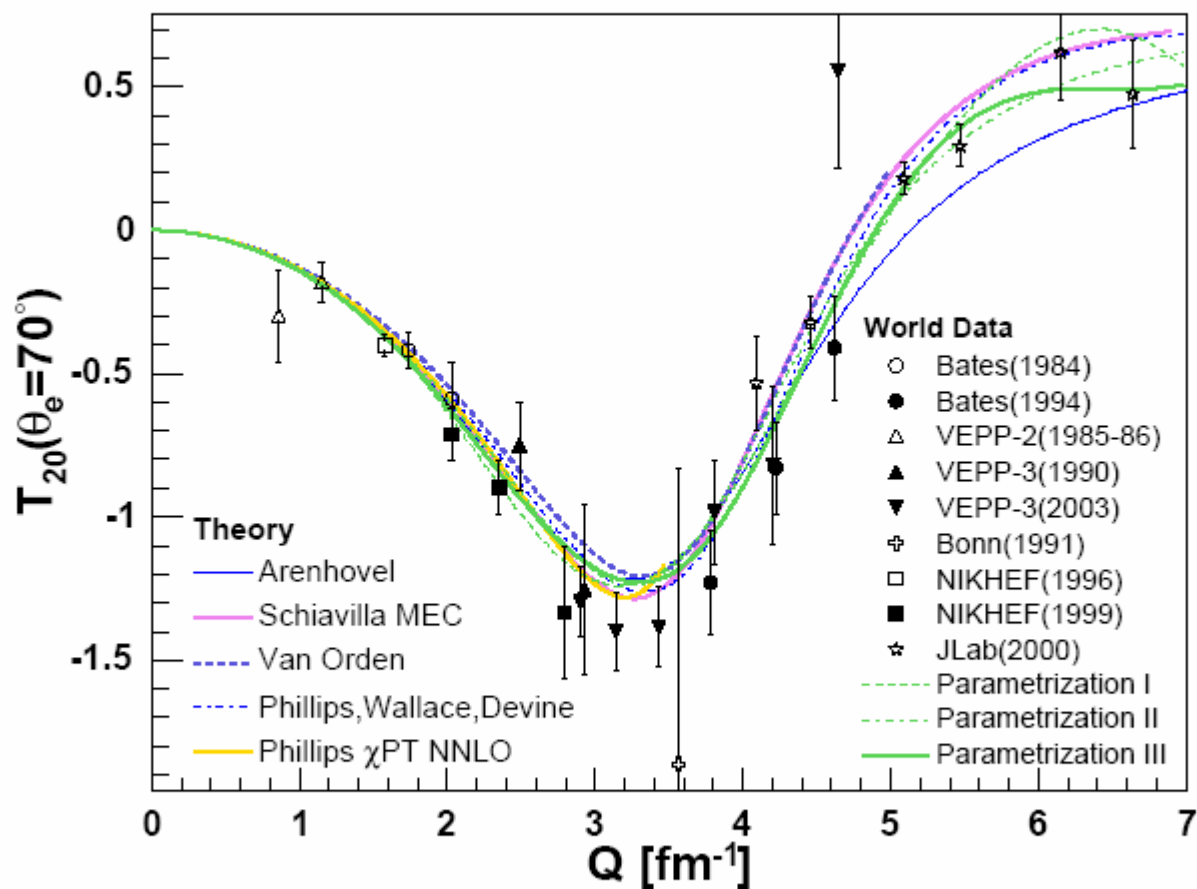 T20(θe=70°)
0.5
0
-0.5
-1
-1.5
Theory
Arenhovel
Schiavilla MEC
Van Orden
Phillips,Wallace,Devine
Phillips χPT NNLO
World Data
Bates(1984)
Bates(1994)
VEPP-2(1985-86)
VEPP-3(1990)
VEPP-3(2003)
Bonn(1991)
NIKHEF(1996)
NIKHEF(1999)
JLab(2000)
Parametrization I
Parametrization II
Parametrization III
0 1 2 3 4 5 6 7
Q [fm-1]